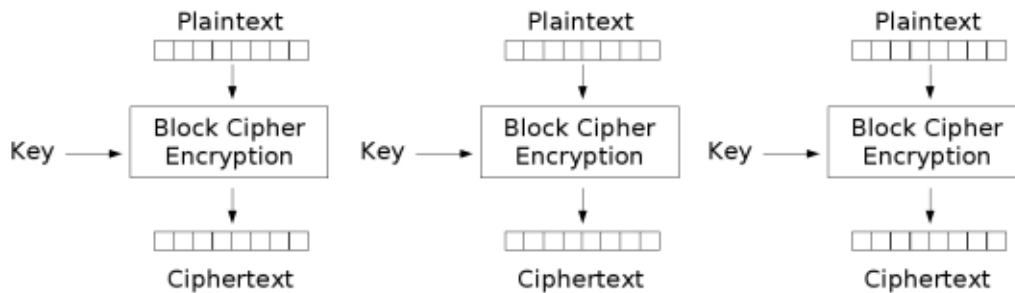 Plaintext
Plaintext
Plaintext
Key
Block Cipher
Encryption
Key
Block Cipher
Encryption
Key
Block Cipher
Encryption
Ciphertext
Ciphertext
Ciphertext